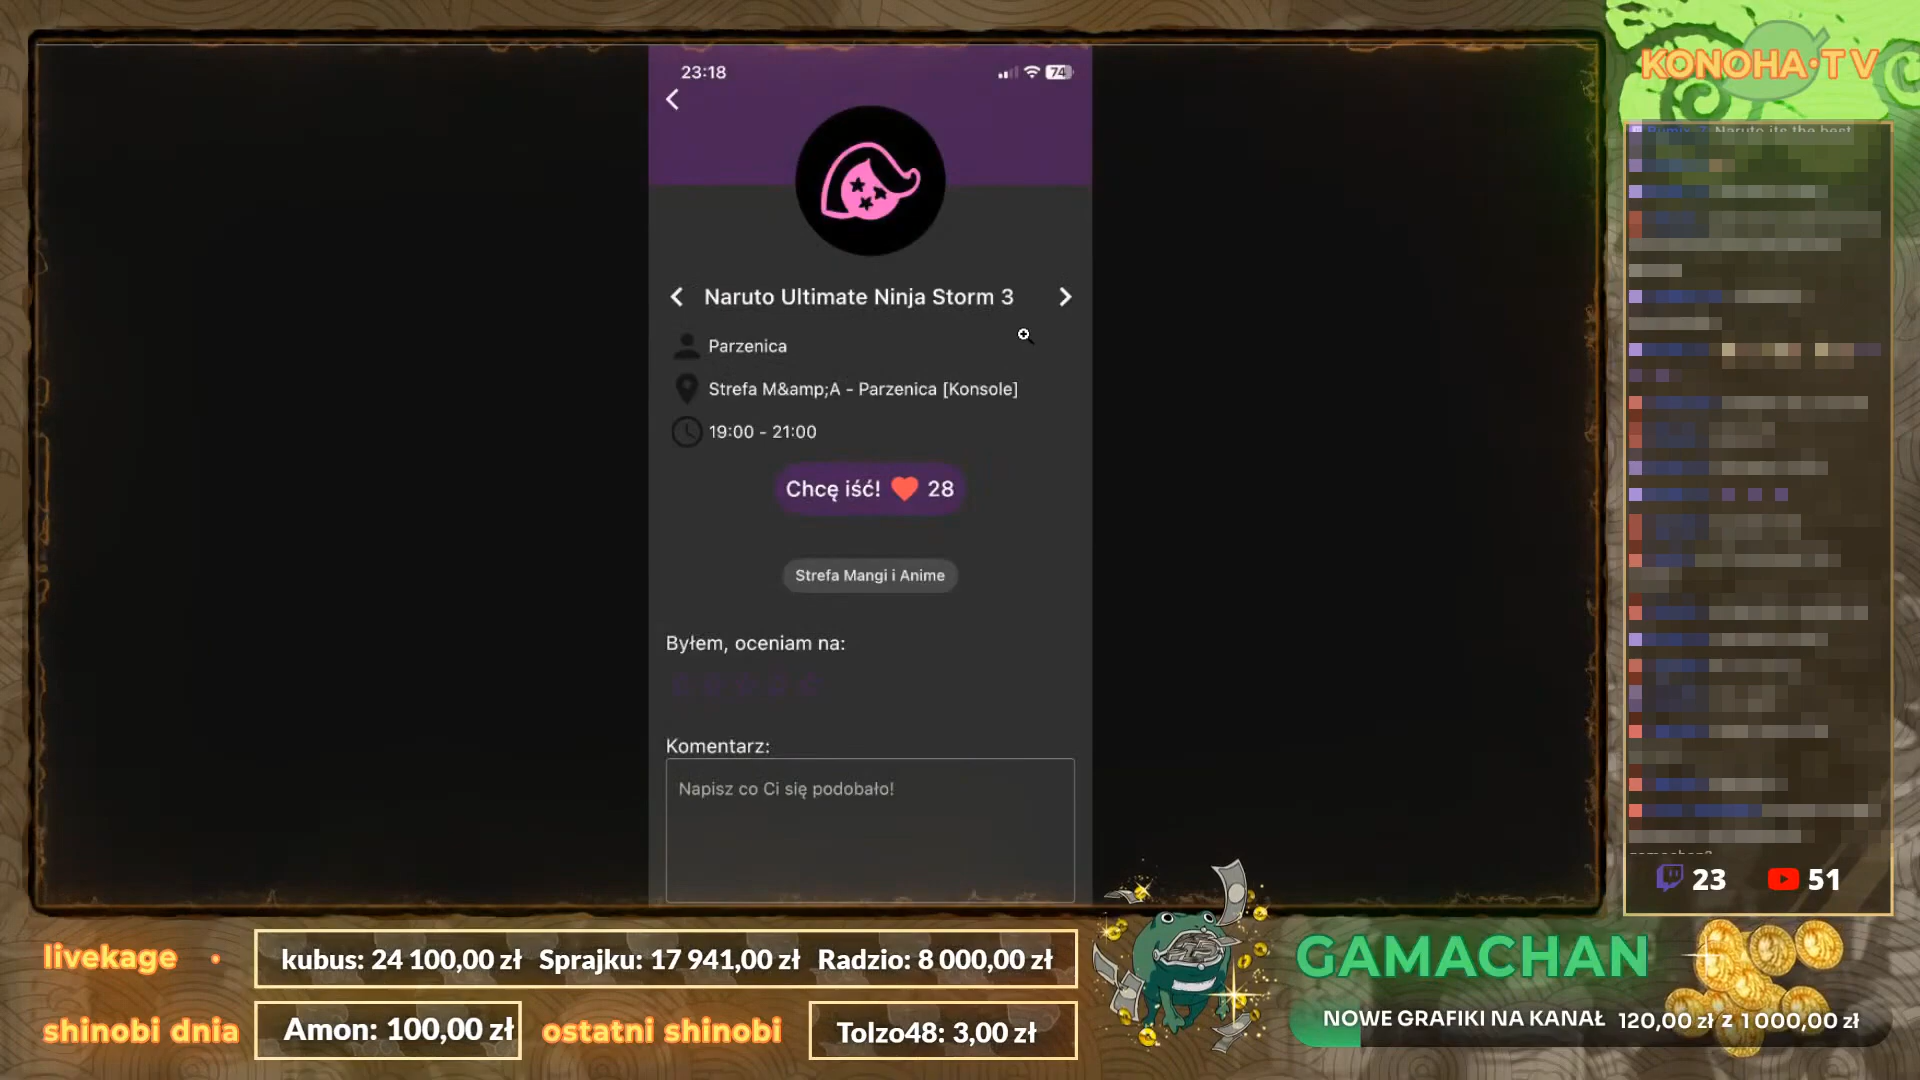 23:18
74
Naruto Ultimate Ninja Storm 3
Parzenica
Strefa M&amp;A - Parzenica [Konsole]
19:00 - 21:00
Chcę iść! 28
Strefa Mangi i Anime
Byłem, oceniam na:
Komentarz:
Napisz co Ci się podobało!
KONOHA•TV
Naruto its the best
23 51
livekage •
kubus: 24 100,00 zł Sprajku: 17 941,00 zł Radzio: 8 000,00 zł
shinobi dnia
Amon: 100,00 zł
ostatni shinobi
Tolzo48: 3,00 zł
GAMACHAN
NOWE GRAFIKI NA KANAŁ 120,00 zł z 1 000,00 zł